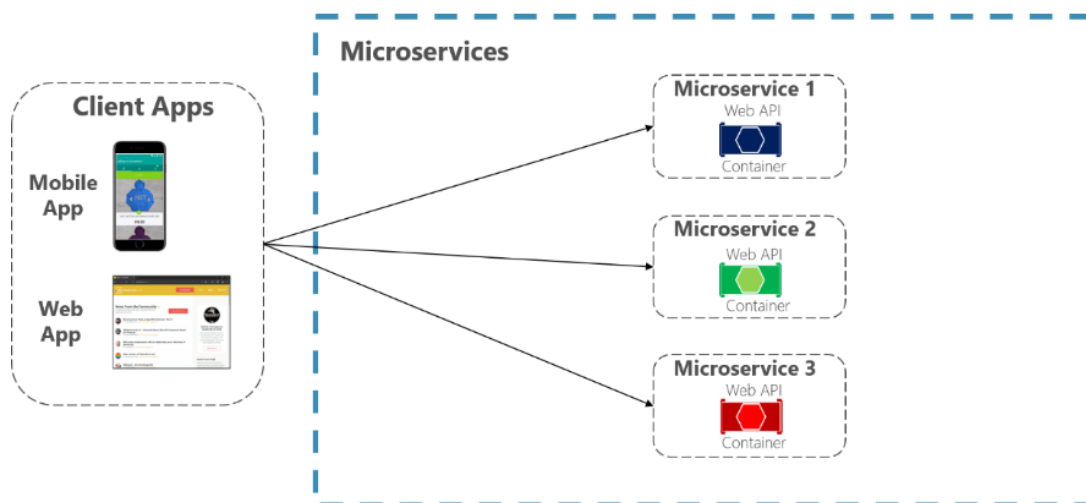 Microservices
Client Apps
Mobile
App
Web
App
Microservice 1
Web API
Container
Microservice 2
Web API
Container
Microservice 3
Web API
Container